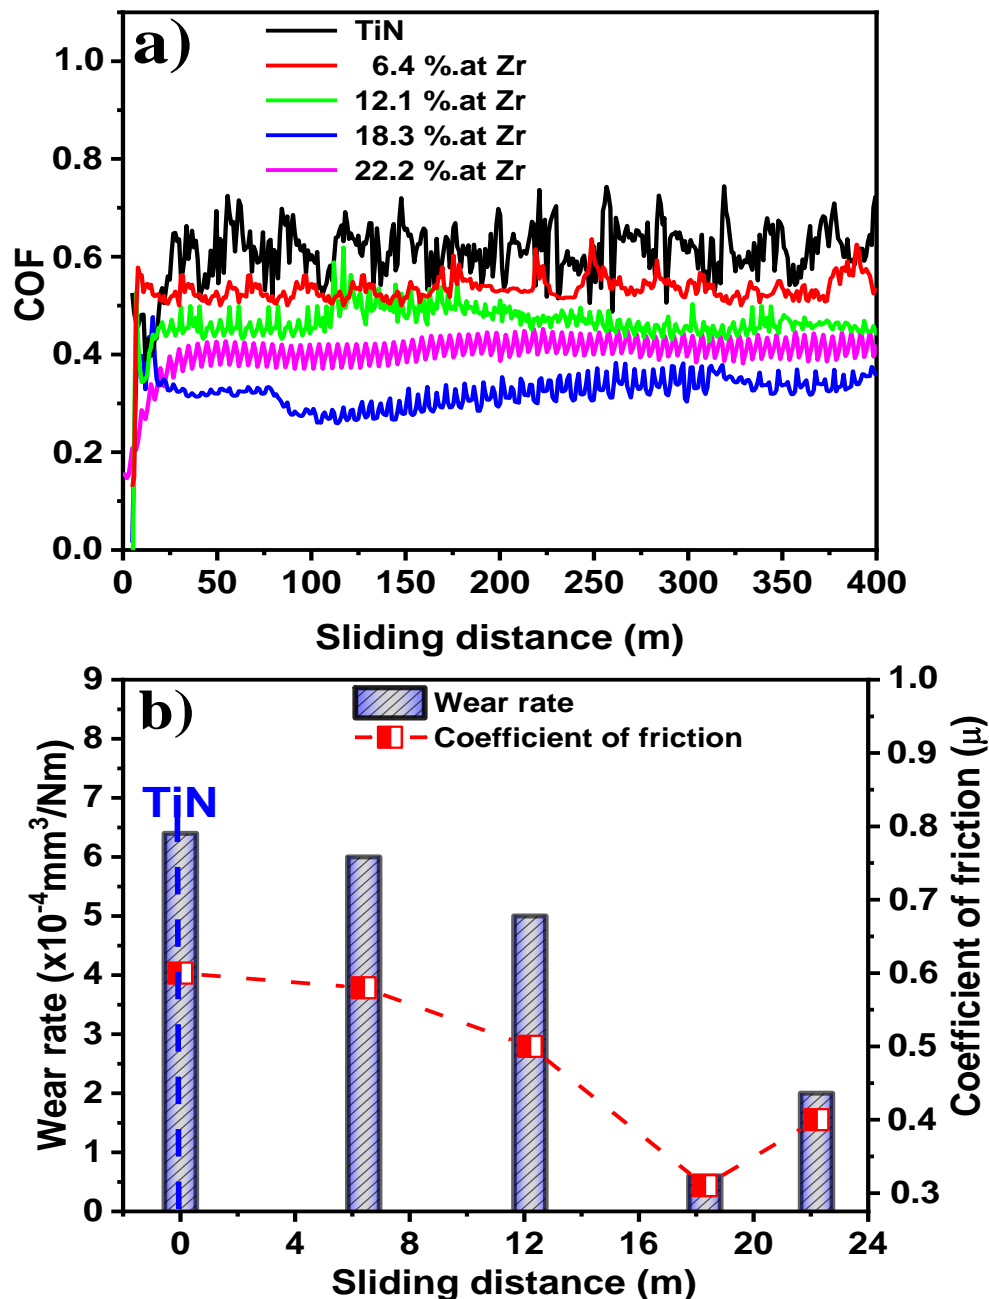 a)
TiN
6.4 %.at Zr
12.1 %.at Zr
18.3 %.at Zr
22.2 %.at Zr
1.0
0.8
0.6
0.4
0.2
0.0
COF
0 50 100 150 200 250 300 350 400
Sliding distance (m)
b)
Wear rate
Coefficient of friction
TiN
9
8
7
6
5
4
3
2
1
0
Wear rate (x10⁻⁴mm³/Nm)
1.0
0.9
0.8
0.7
0.6
0.5
0.4
0.3
Coefficient of friction (μ)
0 4 8 12 16 20 24
Sliding distance (m)